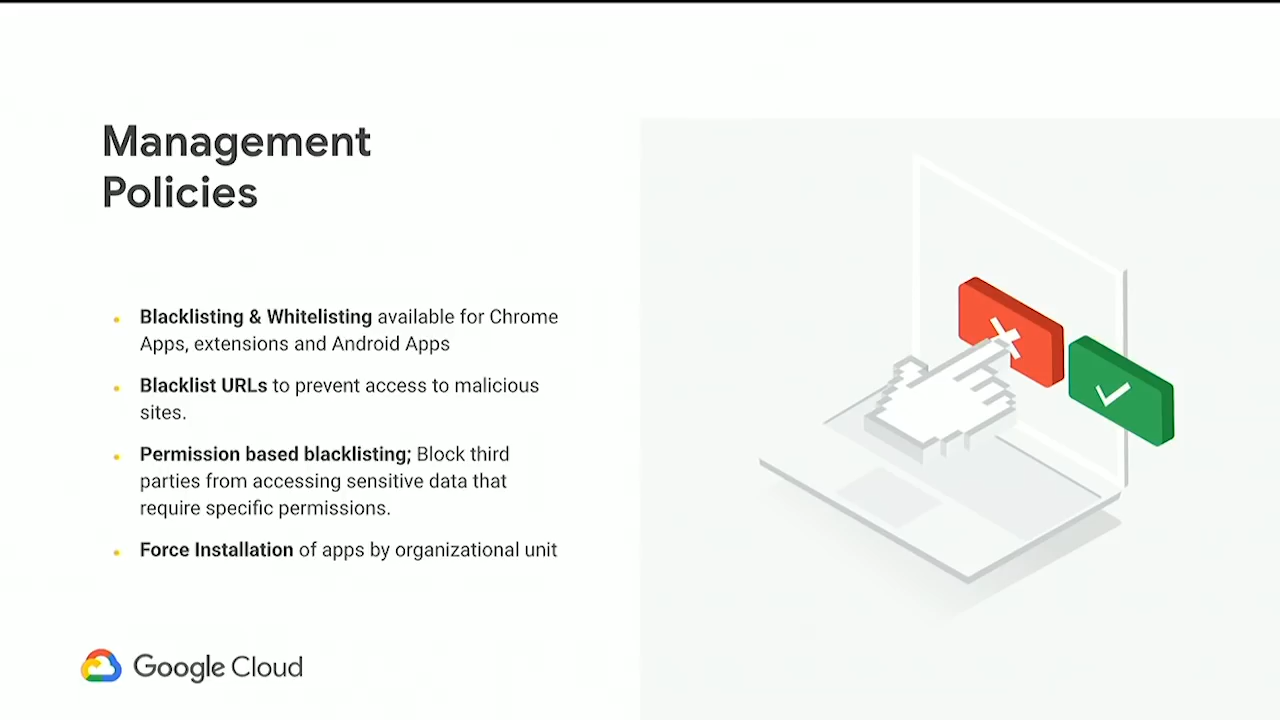 Management
Policies
Blacklisting & Whitelisting available for Chrome
Apps, extensions and Android Apps
Blacklist URLs to prevent access to malicious
sites.
Permission based blacklisting; Block third
parties from accessing sensitive data that
require specific permissions.
Force Installation of apps by organizational unit
Google Cloud